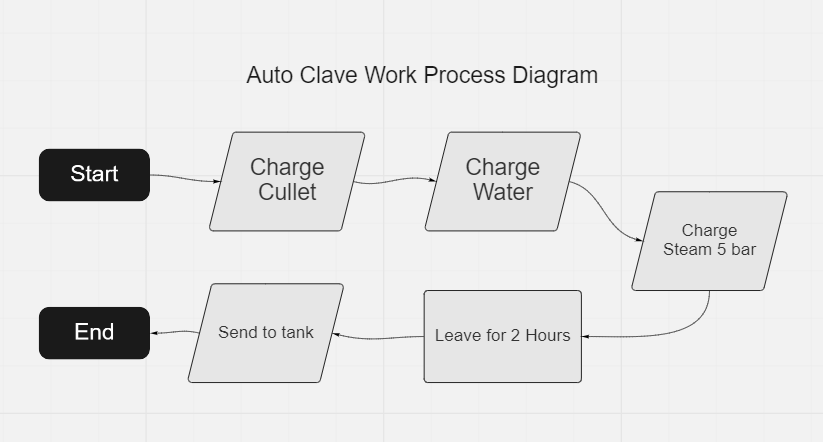 Auto Clave Work Process Diagram
Start
Charge
Cullet
Charge
Water
Charge
Steam 5 bar
Leave for 2 Hours
Send to tank
End